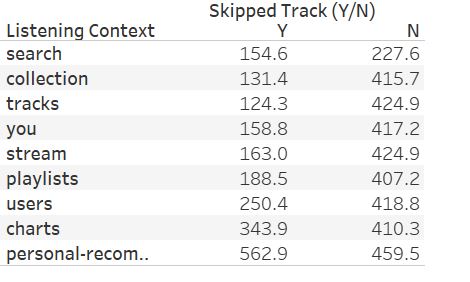 Skipped Track (Y/N)
Listening Context Y N
search 154.6 227.6
collection 131.4 415.7
tracks 124.3 424.9
you 158.8 417.2
stream 163.0 424.9
playlists 188.5 407.2
users 250.4 418.8
charts 343.9 410.3
personal-recom.. 562.9 459.5